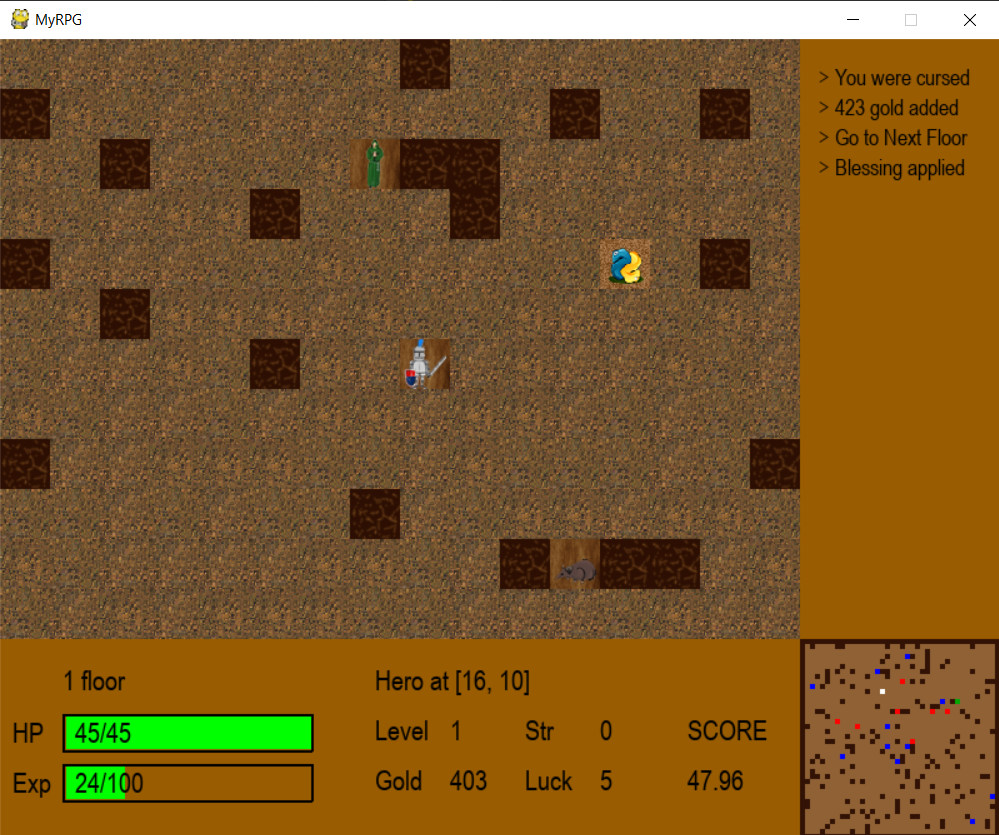 MyRPG
> You were cursed
> 423 gold added
> Go to Next Floor
> Blessing applied
1 floor
Hero at [16, 10]
HP 45/45
Level 1 Str 0 SCORE
Exp 24/100
Gold 403 Luck 5 47.96